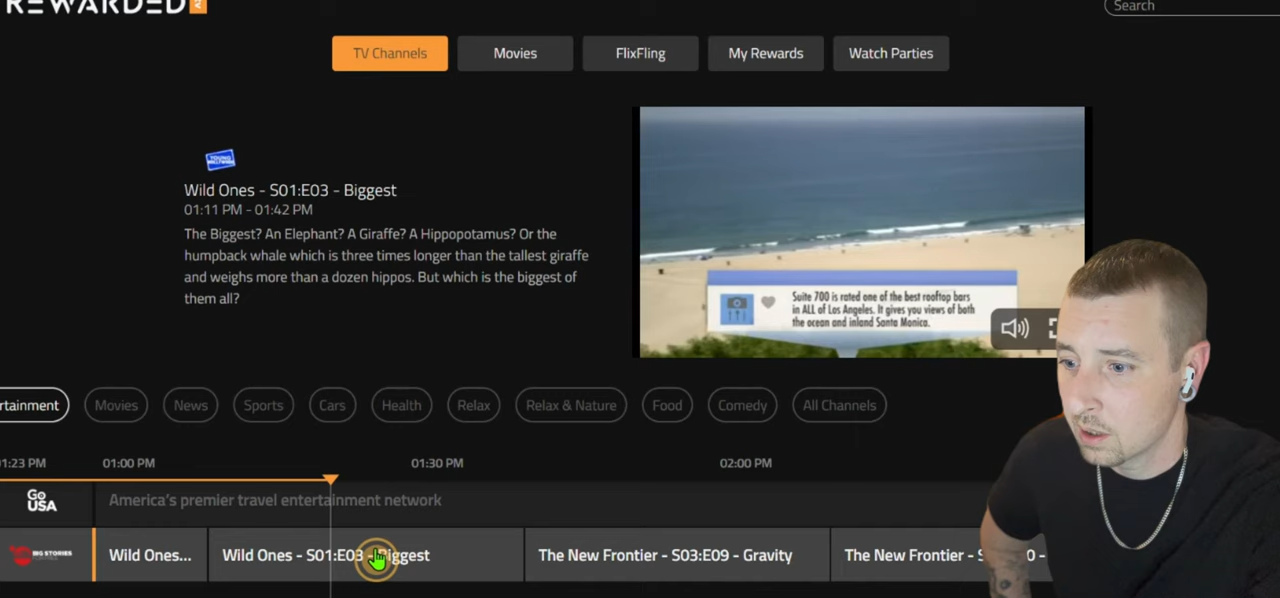 REWARDED
Search
TV Channels
Movies
FlixFling
My Rewards
Watch Parties
YOUNG HOLLYWOOD
Wild Ones - S01:E03 - Biggest
01:11 PM - 01:42 PM
The Biggest? An Elephant? A Giraffe? A Hippopotamus? Or the
humpback whale which is three times longer than the tallest giraffe
and weighs more than a dozen hippos. But which is the biggest of
them all?
Suite 700 is rated one of the best rooftop bars
in ALL of Los Angeles. It gives you views of both
the ocean and inland Santa Monica.
rtainment
Movies
News
Sports
Cars
Health
Relax
Relax & Nature
Food
Comedy
All Channels
1:23 PM
01:00 PM
01:30 PM
02:00 PM
Go USA
America's premier travel entertainment network
BIG STORIES
Wild Ones...
Wild Ones - S01:E03 - Biggest
The New Frontier - S03:E09 - Gravity
The New Frontier - S